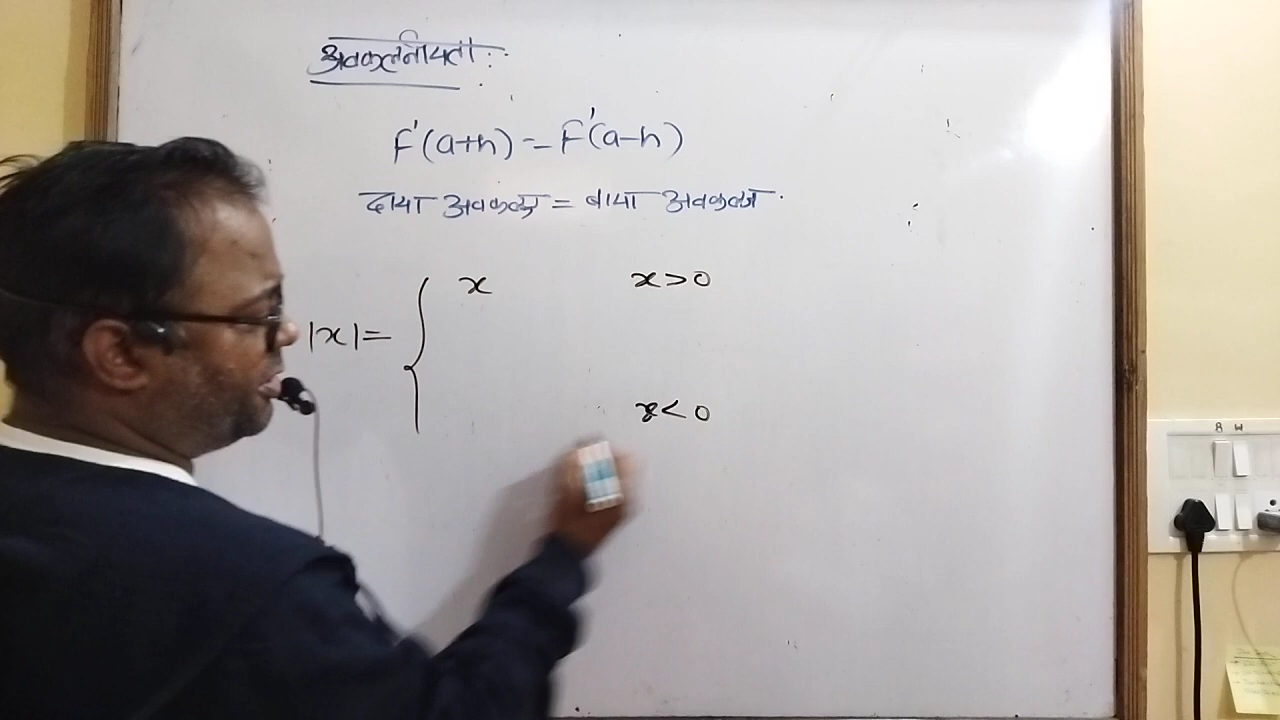 अवकलनीयता :
F'(a+h) = F'(a-h)
दाया अवकलज = बाया अवकलज .
x x>0
|x| = {
x<0
B W